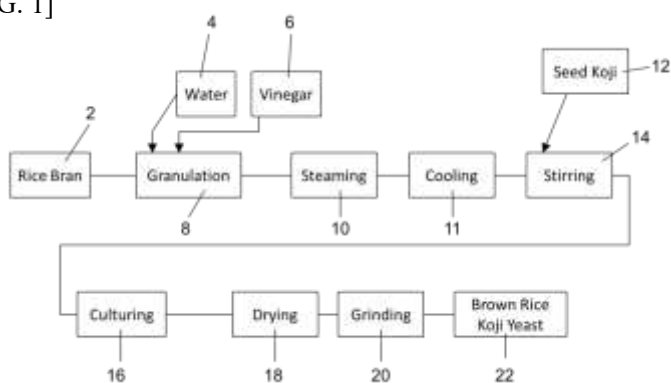 G. 1]
4
6
Water
Vinegar
Seed Koji
12
2
14
Rice Bran
Granulation
Steaming
Cooling
Stirring
8
10
11
Culturing
Drying
Grinding
Brown Rice
Koji Yeast
16
18
20
22